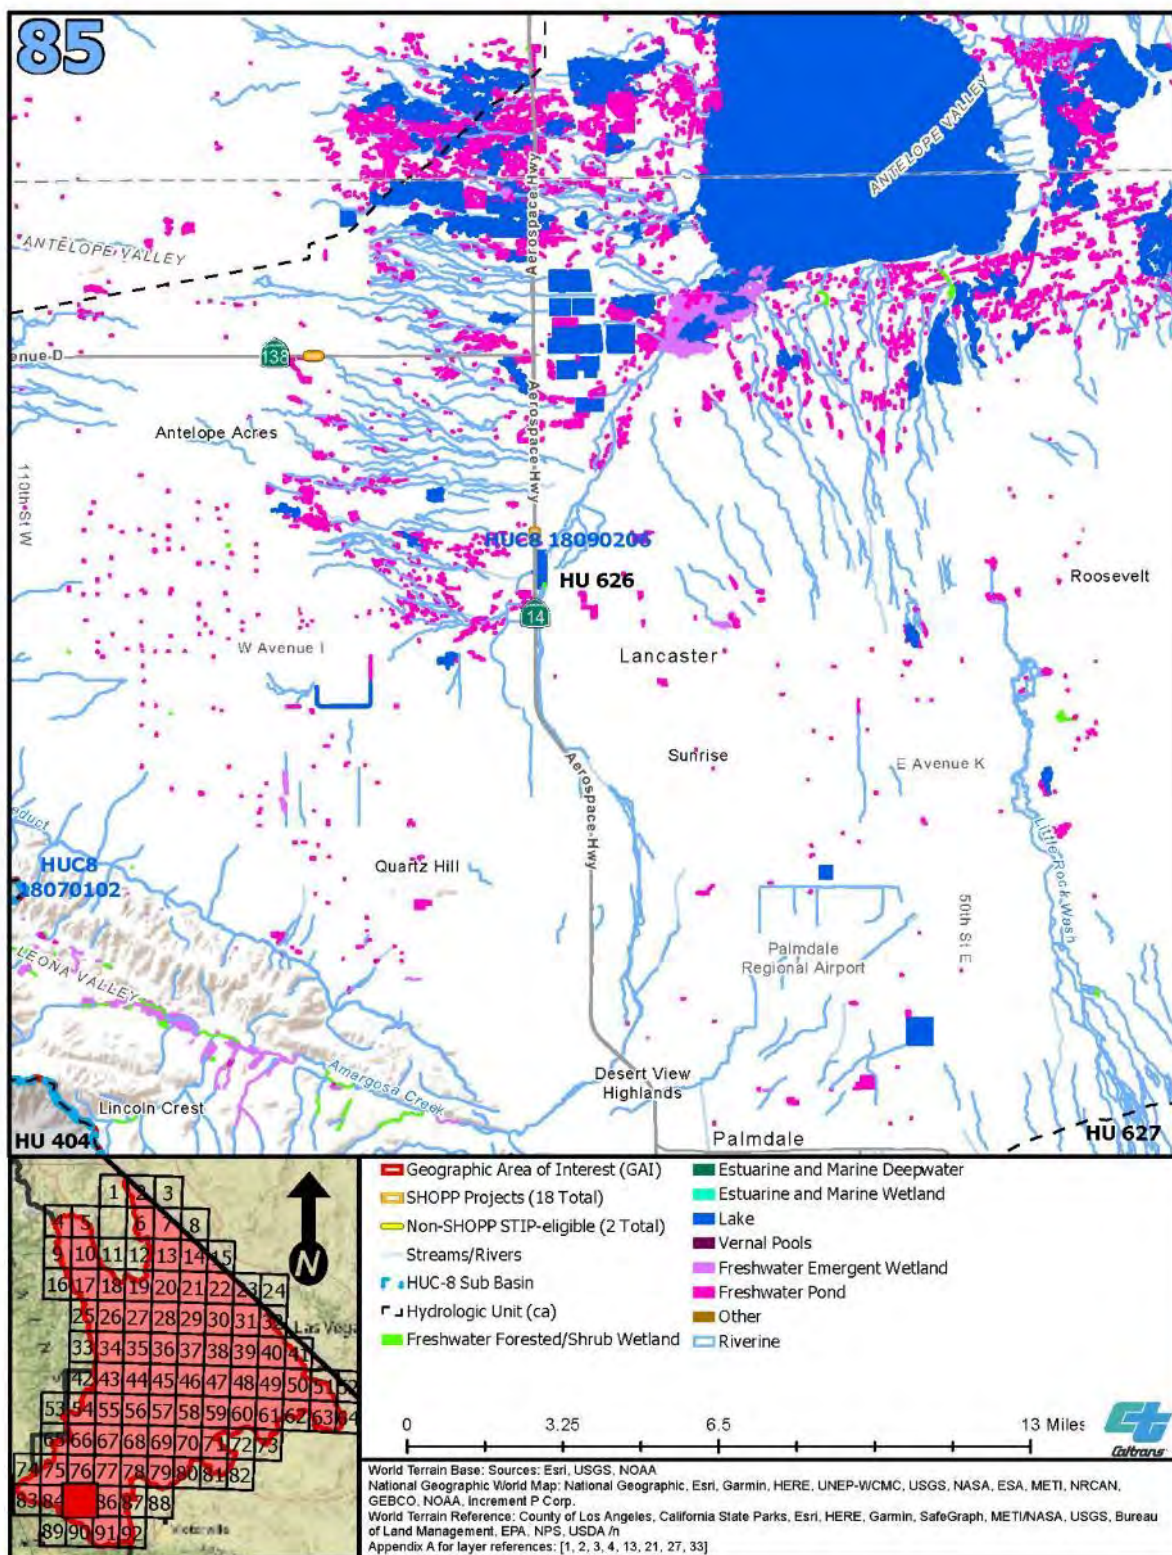 85
ANTELOPE VALLEY
Aerospace Hwy
ANTELOPE VALLEY
Aerospace Hwy
enue-D
138
Aerospace-Hwy
Antelope Acres
110th St W
HUC8 18090206
HU 626
Roosevelt
14
W Avenue I
Lancaster
Sunrise
E Avenue K
Aerospace-Hwy
educt
HUC8
18070102
Quartz Hill
Little Rock Wash
50th St E
LEONA VALLEY
Palmdale
Regional Airport
Amargosa Creek
Desert View
Highlands
Lincoln Crest
HU 404
Palmdale
HU 627
1 2 3
4 5 6 7 8
9 10 11 12 13 14 15
16 17 18 19 20 21 22 23 24
25 26 27 28 29 30 31 32
Las Vega
33 34 35 36 37 38 39 40 41
42 43 44 45 46 47 48 49 50 51 52
53 54 55 56 57 58 59 60 61 62 63 64
65 66 67 68 69 70 71 72 73
74 75 76 77 78 79 80 81 82
83 84 86 87 88
89 90 91 92
Victorville
N
Geographic Area of Interest (GAI)
SHOPP Projects (18 Total)
Non-SHOPP STIP-eligible (2 Total)
Streams/Rivers
HUC-8 Sub Basin
Hydrologic Unit (ca)
Freshwater Forested/Shrub Wetland
Estuarine and Marine Deepwater
Estuarine and Marine Wetland
Lake
Vernal Pools
Freshwater Emergent Wetland
Freshwater Pond
Other
Riverine
0 3.25 6.5 13 Miles
ct
Caltrans
World Terrain Base: Sources: Esri, USGS, NOAA
National Geographic World Map: National Geographic, Esri, Garmin, HERE, UNEP-WCMC, USGS, NASA, ESA, METI, NRCAN,
GEBCO, NOAA, Increment P Corp.
World Terrain Reference: County of Los Angeles, California State Parks, Esri, HERE, Garmin, SafeGraph, METI/NASA, USGS, Bureau
of Land Management, EPA, NPS, USDA /n
Appendix A for layer references: [1, 2, 3, 4, 13, 21, 27, 33]